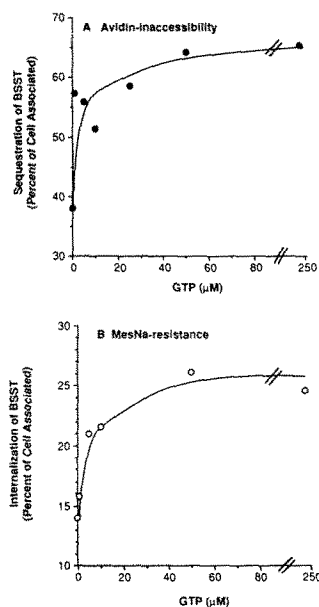 A Avidin-inaccessibility
Sequestration of BSST
(Percent of Cell Associated)
70
60
50
40
30
0 20 40 60 80 250
GTP (µM)
B MesNa-resistance
Internalization of BSST
(Percent of Cell Associated)
30
25
20
15
10
0 20 40 60 80 250
GTP (µM)